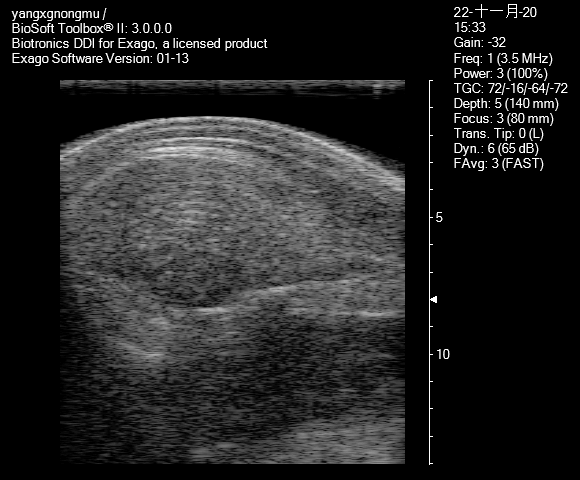 yangxgnongmu /
BioSoft Toolbox® II: 3.0.0.0
Biotronics DDI for Exago, a licensed product
Exago Software Version: 01-13
22-十一月-20
15:33
Gain: -32
Freq: 1 (3.5 MHz)
Power: 3 (100%)
TGC: 72/-16/-64/-72
Depth: 5 (140 mm)
Focus: 3 (80 mm)
Trans. Tip: 0 (L)
Dyn.: 6 (65 dB)
FAvg: 3 (FAST)
5
10